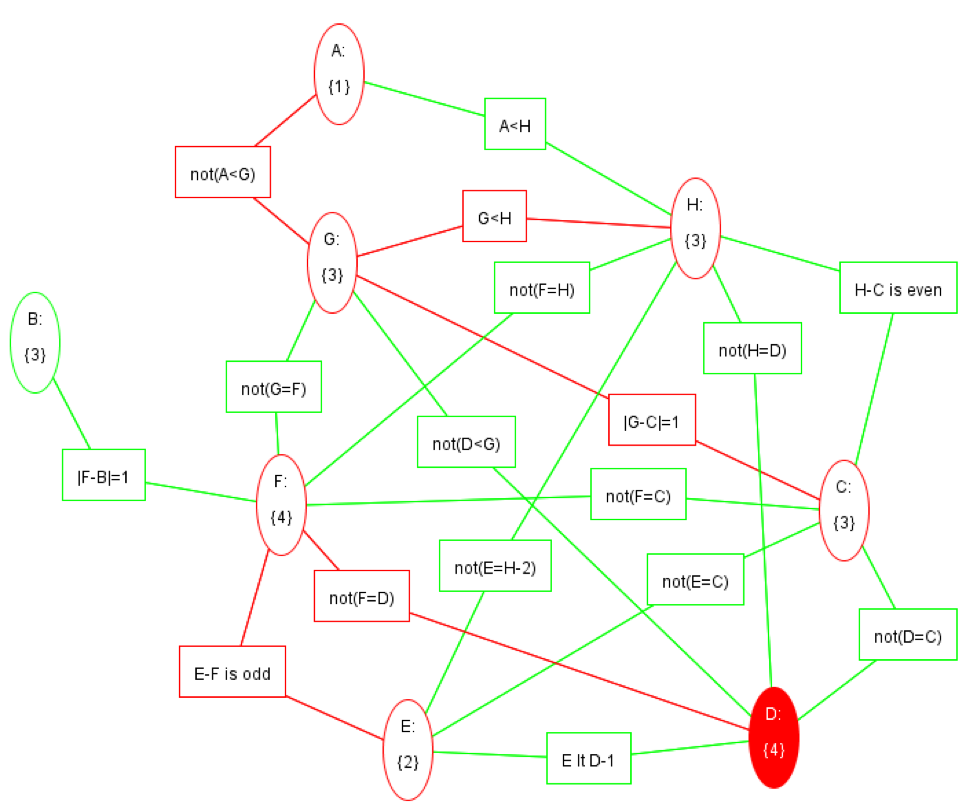 A:
{1}
A<H
not(A<G)
H:
{3}
G<H
G:
{3}
not(F=H)
H-C is even
B:
{3}
not(H=D)
not(G=F)
|G-C|=1
not(D<G)
|F-B|=1
F:
{4}
not(F=C)
C:
{3}
not(E=H-2)
not(E=C)
not(F=D)
not(D=C)
E-F is odd
D:
{4}
E:
{2}
E lt D-1